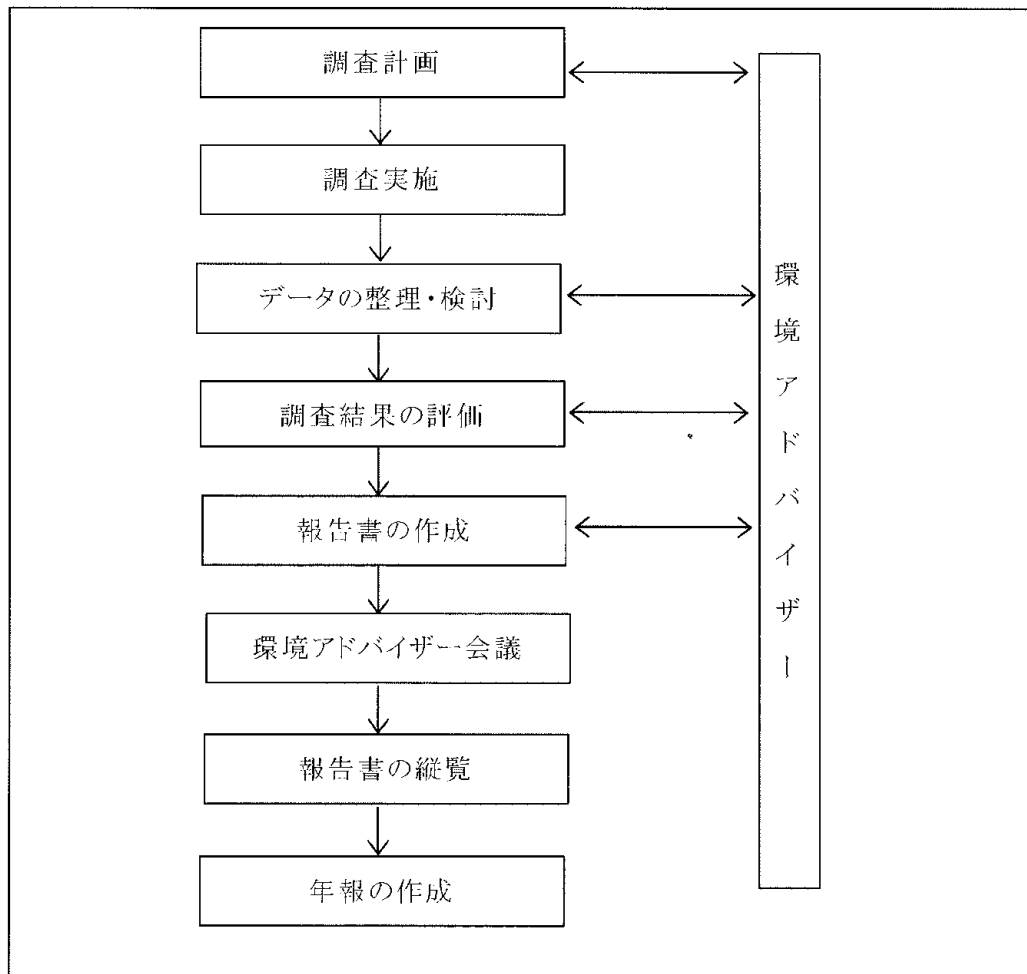 調査計画
調査実施
データの整理・検討
調査結果の評価
報告書の作成
環境アドバイザー会議
報告書の縦覧
年報の作成
環境アドバイザー